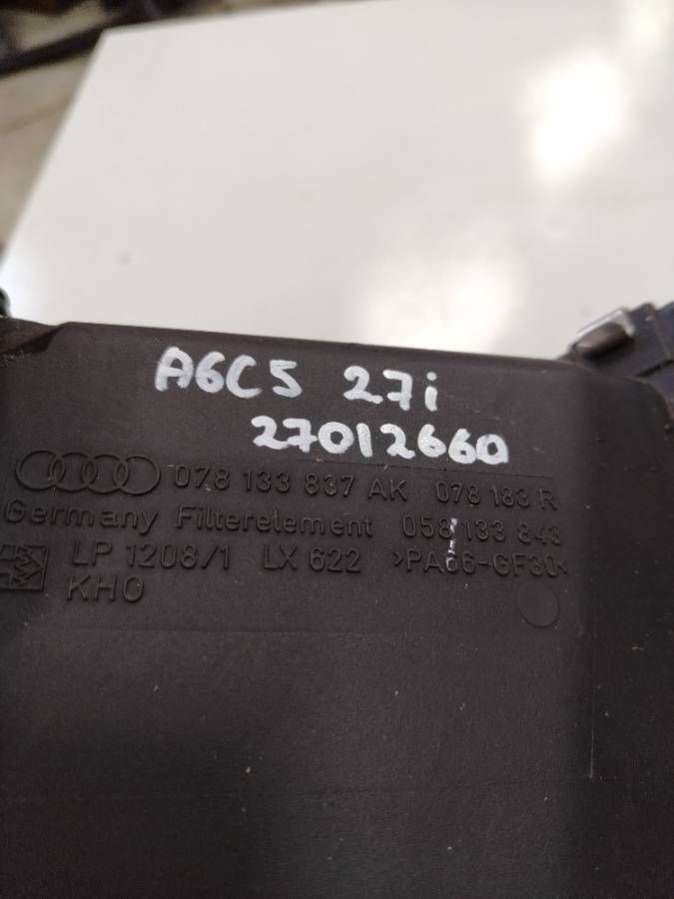 A6C5 27i
27012660
078 133 837 AK 078 133 R
Germany Filterelement 058 133 843
LP 1208/1 LX 622 >PA66-GF30<
KHO